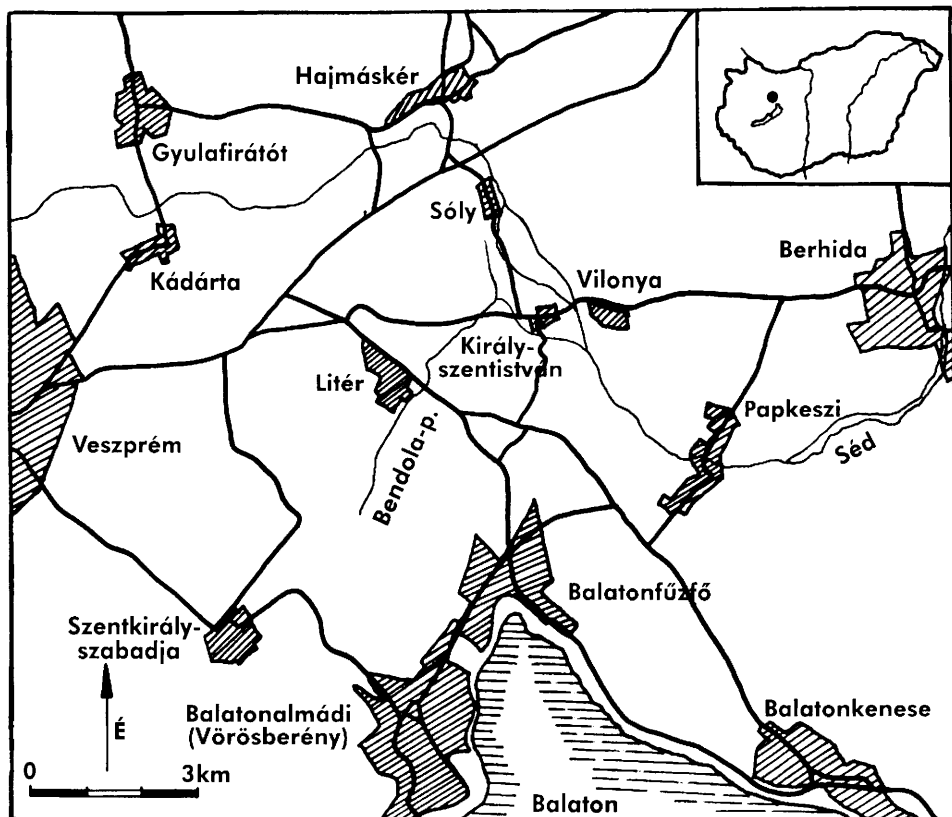 Hajmáskér
Gyulafirátót
Sóly
Berhida
Kádárta
Vilonya
Király-
szentistván
Litér
Papkeszi
Veszprém
Séd
Bendola-p.
Balatonfűzfő
Szentkirály-
szabadja
Balatonalmádi
(Vörösberény)
Balatonkenese
É
0 3km
Balaton